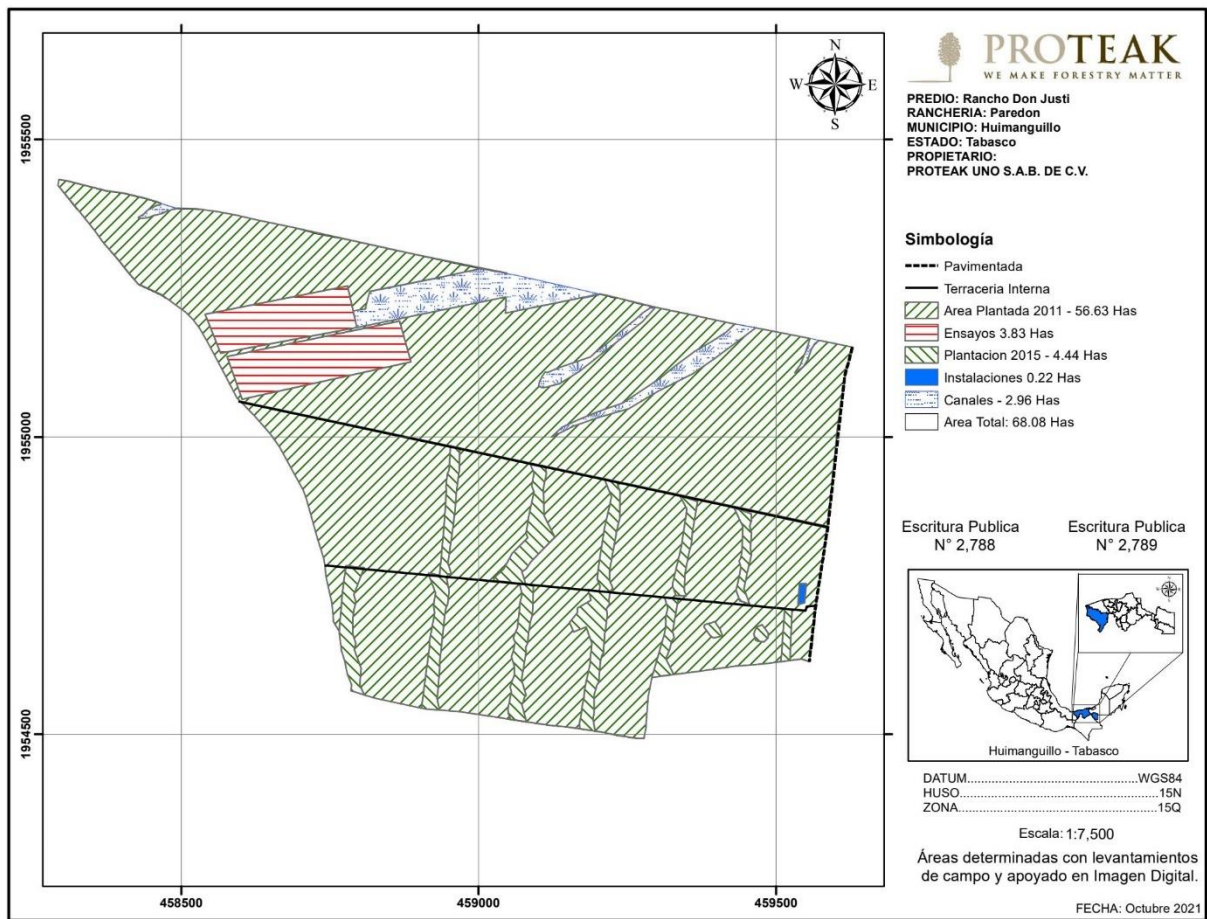 PROTEAK
WE MAKE FORESTRY MATTER
PREDIO: Rancho Don Justi
RANCHERIA: Paredon
MUNICIPIO: Huimanguillo
ESTADO: Tabasco
PROPIETARIO:
PROTEAK UNO S.A.B. DE C.V.
Simbología
Pavimentada
Terraceria Interna
Area Plantada 2011 - 56.63 Has
Ensayos 3.83 Has
Plantacion 2015 - 4.44 Has
Instalaciones 0.22 Has
Canales - 2.96 Has
Area Total: 68.08 Has
Escritura Publica
N° 2,788
Escritura Publica
N° 2,789
Huimanguillo - Tabasco
DATUM..........................................WGS84
HUSO..................................................15N
ZONA..................................................15Q
Escala: 1:7,500
Áreas determinadas con levantamientos
de campo y apoyado en Imagen Digital.
FECHA: Octubre 2021
N
W E
S
1955500
1955000
1954500
458500 459000 459500